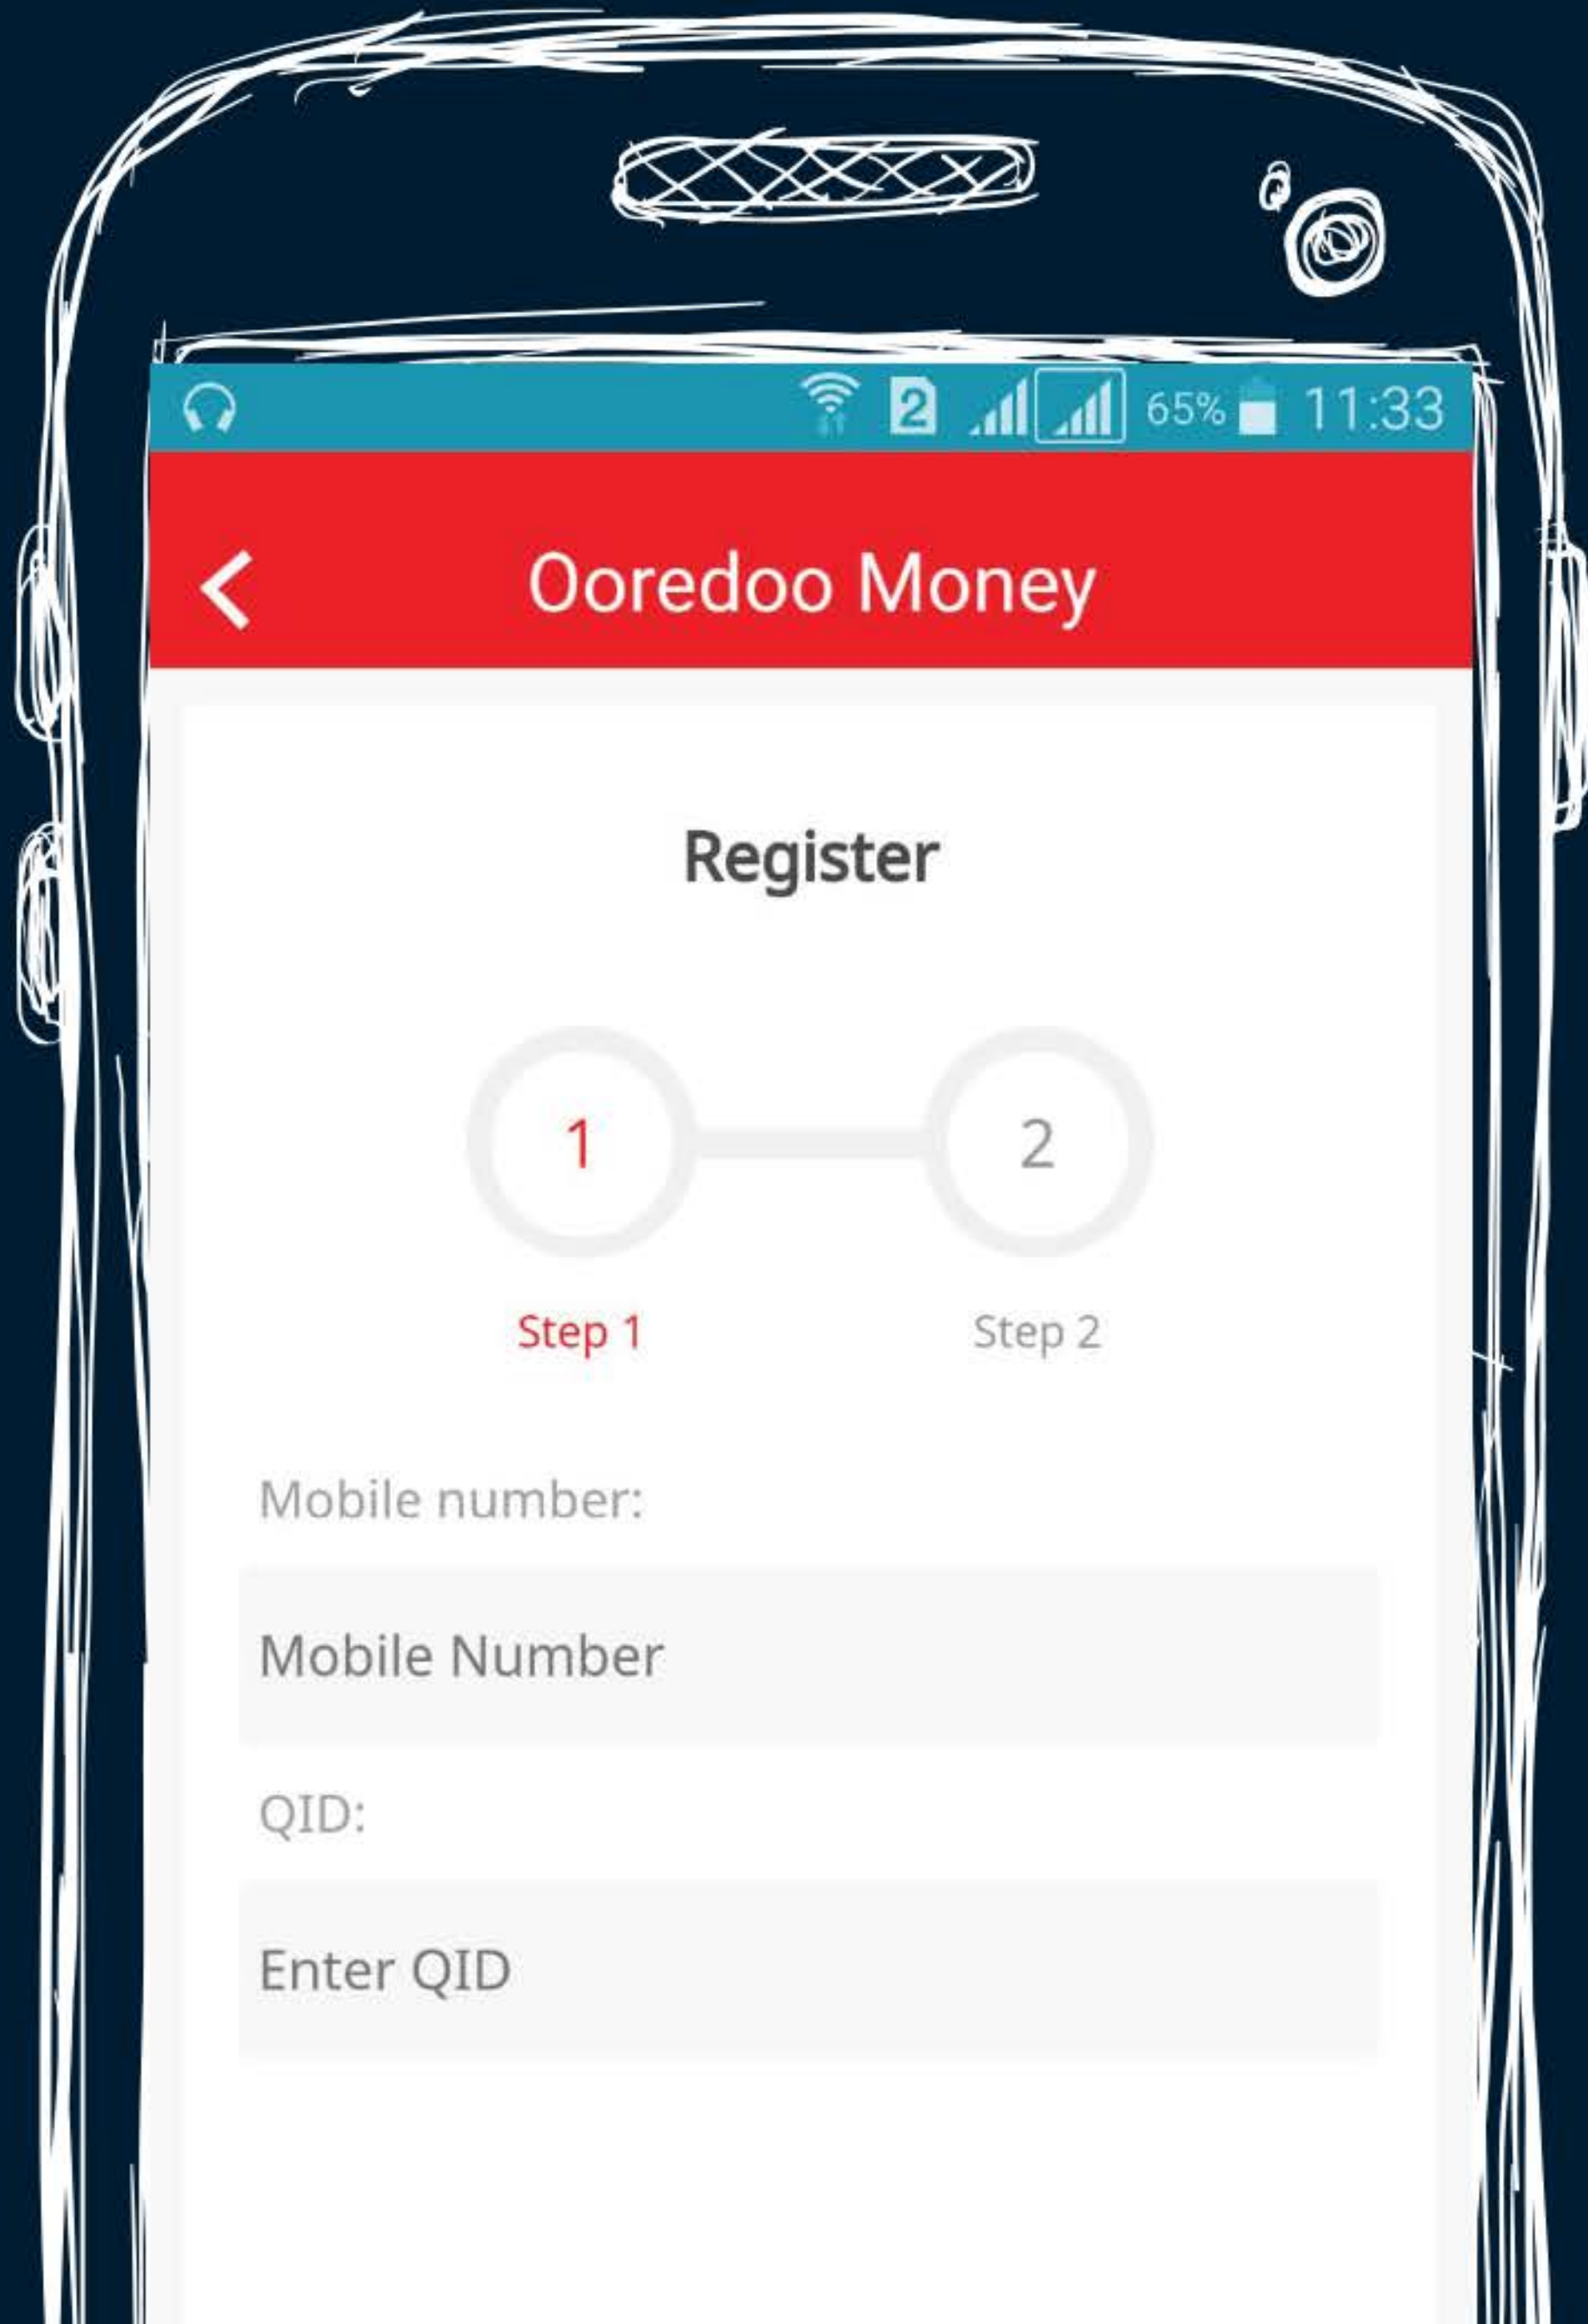 2 65% 11:33
Ooredoo Money
Register
1 2
Step 1 Step 2
Mobile number:
Mobile Number
QID:
Enter QID